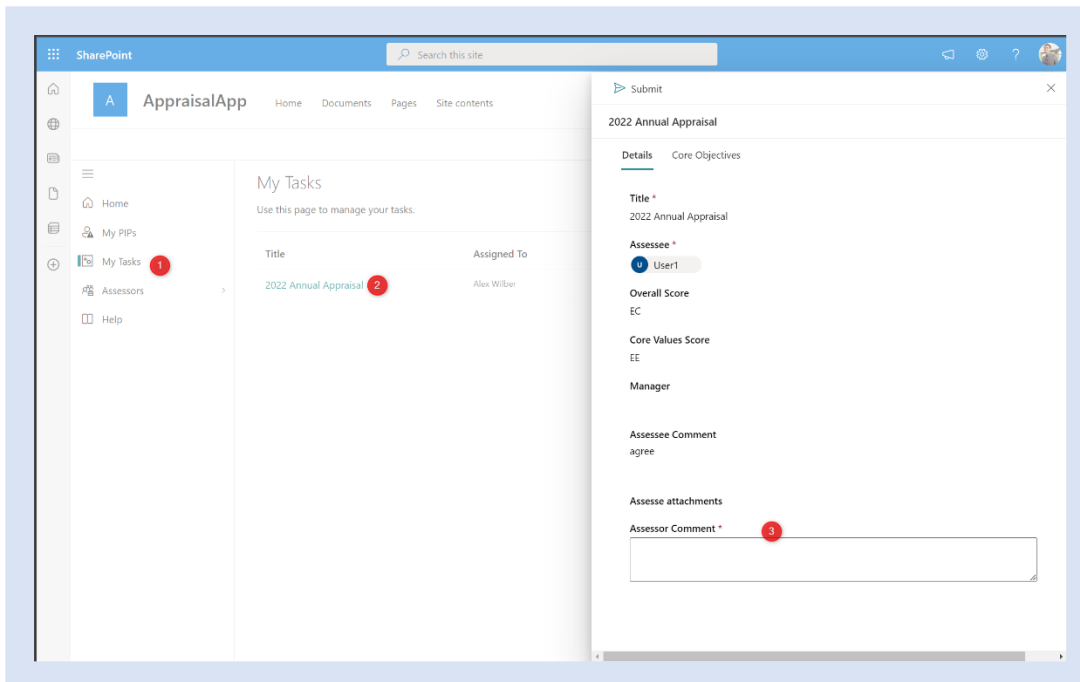 SharePoint
Search this site
?
A
AppraisalApp
Home
Documents
Pages
Site contents
Home
My PIPs
My Tasks
1
Assessors
Help
My Tasks
Use this page to manage your tasks.
Title
Assigned To
2022 Annual Appraisal
2
Alex Wilber
Submit
2022 Annual Appraisal
Details
Core Objectives
Title *
2022 Annual Appraisal
Assessee *
U
User1
Overall Score
EC
Core Values Score
EE
Manager
Assessee Comment
agree
Assesse attachments
Assessor Comment *
3